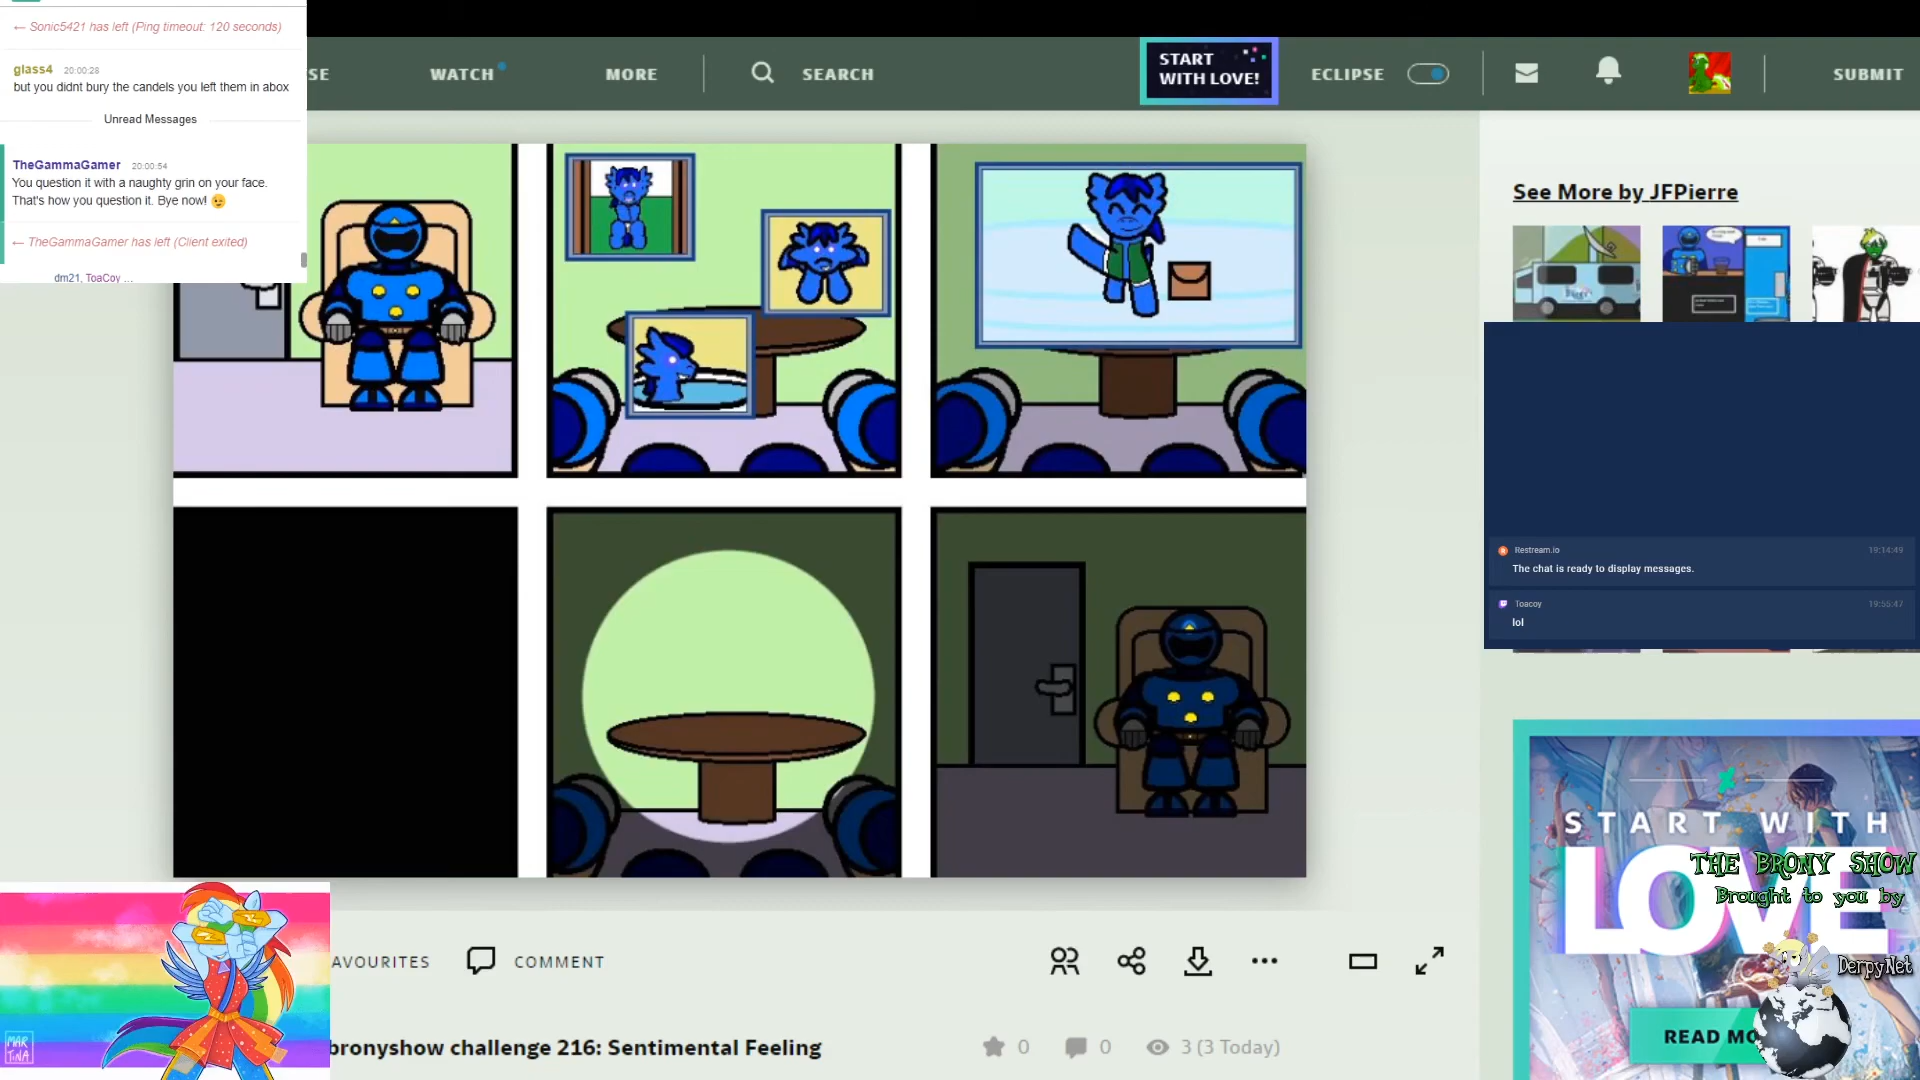 ← Sonic5421 has left (Ping timeout: 120 seconds)
glass4 20:00:28
but you didnt bury the candels you left them in abox
Unread Messages
TheGammaGamer 20:00:54
You question it with a naughty grin on your face.
That's how you question it. Bye now! 😉
← TheGammaGamer has left (Client exited)
dm21, ToaCoy ...
SE
WATCH
MORE
SEARCH
START
WITH LOVE!
ECLIPSE
SUBMIT
See More by JFPierre
Restream.io 19:14:49
The chat is ready to display messages.
Toacoy 19:55:47
lol
START WITH
LOVE
READ MO
THE BRONY SHOW
Brought to you by
DerpyNet
MAR
TINA
AVOURITES
COMMENT
bronyshow challenge 216: Sentimental Feeling
0
0
3 (3 Today)